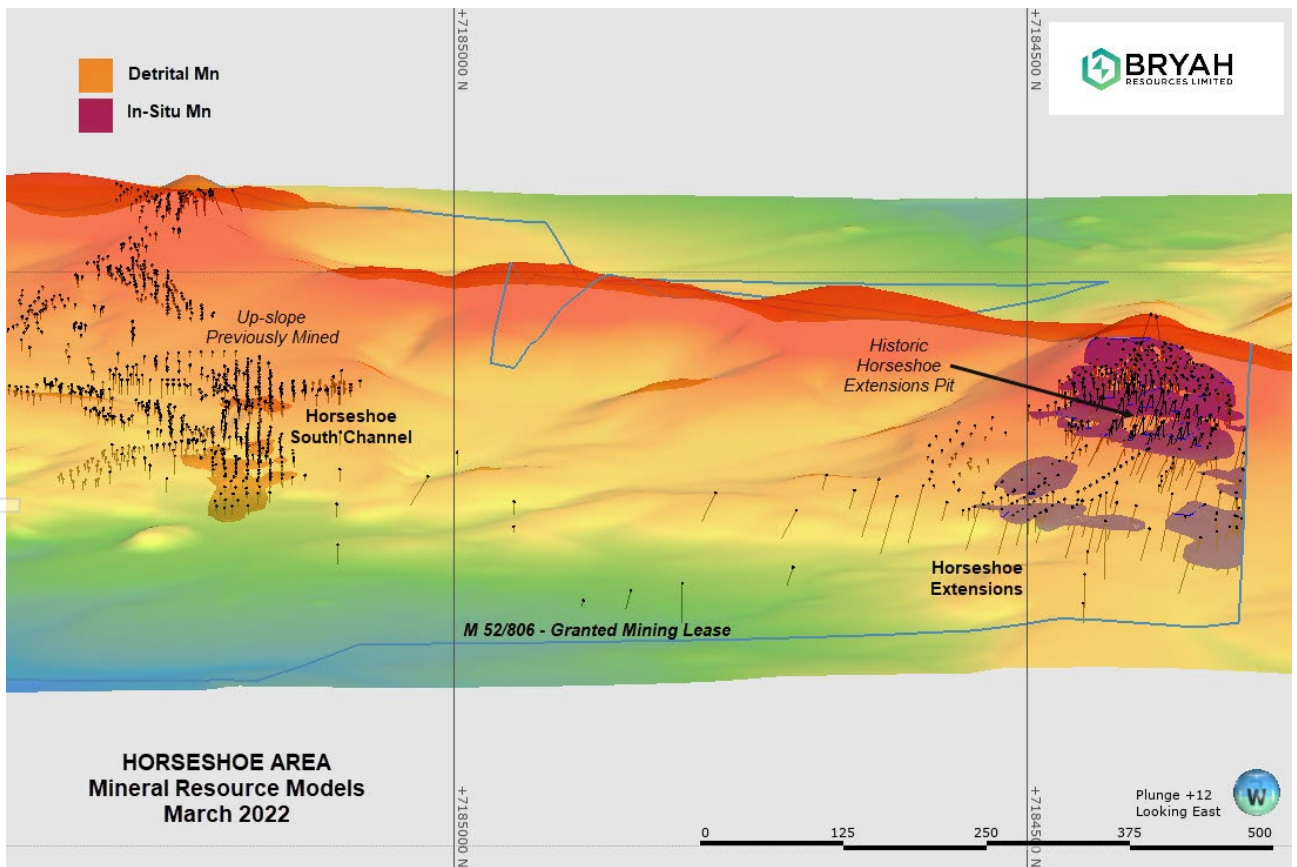 Detrital Mn
In-Situ Mn
+7185000 N
+7184500 N
BRYAH
RESOURCES LIMITED
Up-slope
Previously Mined
Historic
Horseshoe
Extensions Pit
Horseshoe
South Channel
Horseshoe
Extensions
M 52/806 - Granted Mining Lease
HORSESHOE AREA
Mineral Resource Models
March 2022
+7185000 N
+7184500 N
Plunge +12
Looking East
W
0 125 250 375 500